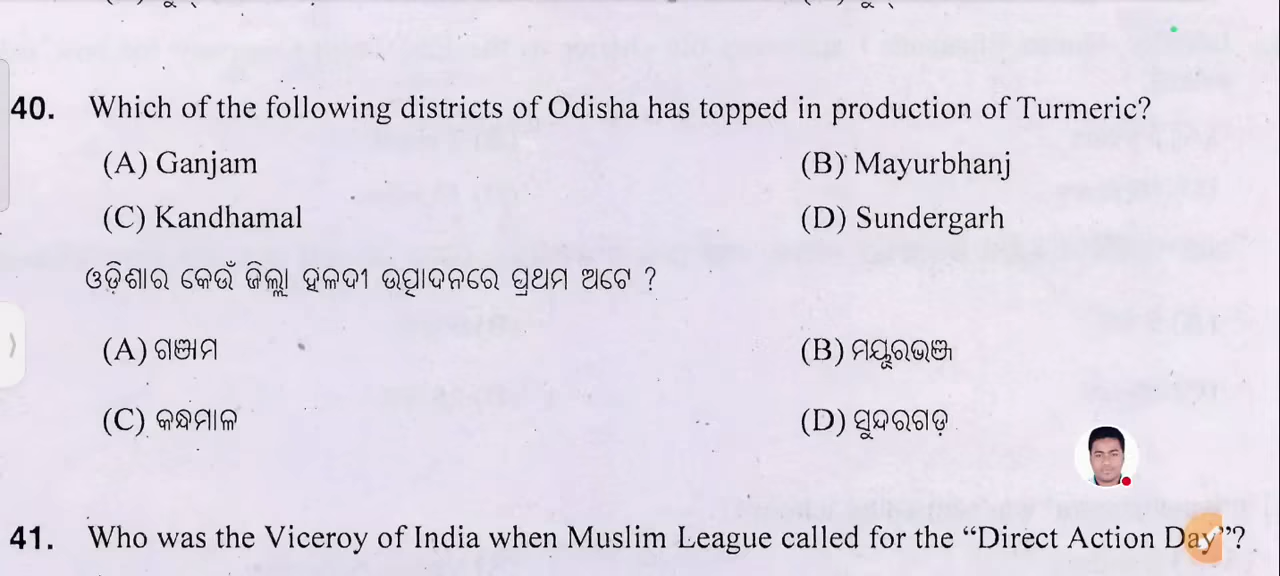 40. Which of the following districts of Odisha has topped in production of Turmeric?
(A) Ganjam (B) Mayurbhanj
(C) Kandhamal (D) Sundergarh
ଓଡ଼ିଶାର କେଉଁ ଜିଲ୍ଲା ହଳଦୀ ଉତ୍ପାଦନରେ ପ୍ରଥମ ଅଟେ ?
(A) ଗଞ୍ଜାମ (B) ମୟୂରଭଞ୍ଜ
(C) କନ୍ଧମାଳ (D) ସୁନ୍ଦରଗଡ଼
41. Who was the Viceroy of India when Muslim League called for the “Direct Action Day”?